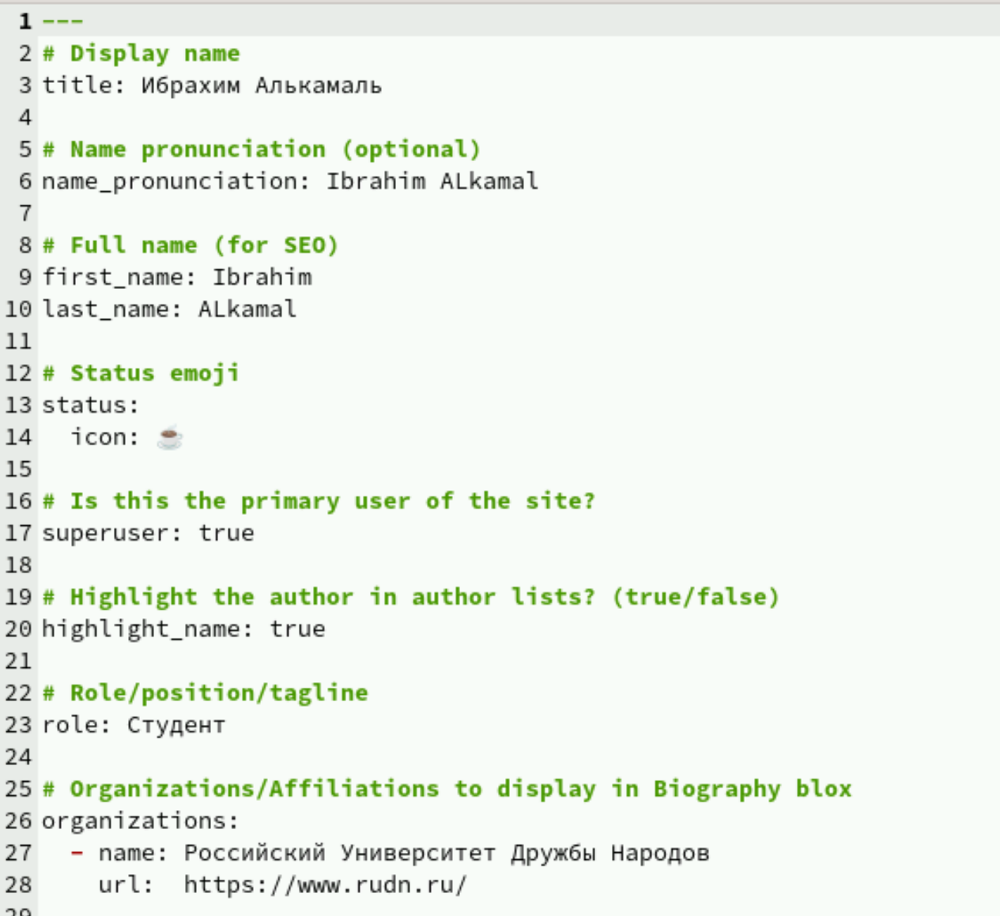 1 ---
2 # Display name
3 title: Ибрахим Алькамаль
4
5 # Name pronunciation (optional)
6 name_pronunciation: Ibrahim ALkamal
7
8 # Full name (for SEO)
9 first_name: Ibrahim
10 last_name: ALkamal
11
12 # Status emoji
13 status:
14   icon: ☕
15
16 # Is this the primary user of the site?
17 superuser: true
18
19 # Highlight the author in author lists? (true/false)
20 highlight_name: true
21
22 # Role/position/tagline
23 role: Студент
24
25 # Organizations/Affiliations to display in Biography blox
26 organizations:
27   - name: Российский Университет Дружбы Народов
28     url:  https://www.rudn.ru/
29